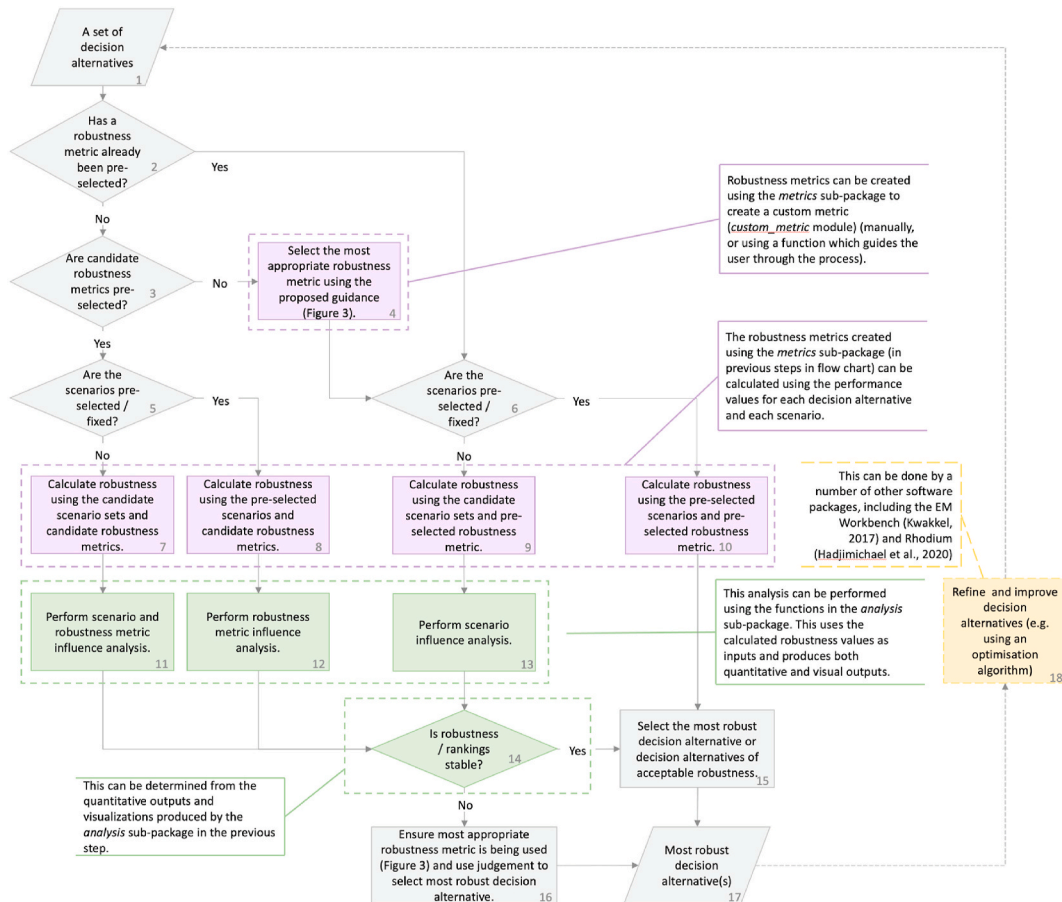 A set of
decision
alternatives
1
Has a
robustness
metric already
been pre-
selected?
2
Yes
No
Robustness metrics can be created
using the metrics sub-package to
create a custom metric
(custom_metric module) (manually,
or using a function which guides the
user through the process).
Are candidate
robustness
metrics pre-
selected?
3
No
Select the most
appropriate robustness
metric using the
proposed guidance
(Figure 3).
4
Yes
The robustness metrics created
using the metrics sub-package (in
previous steps in flow chart) can be
calculated using the performance
values for each decision alternative
and each scenario.
Are the
scenarios pre-
selected /
fixed?
5
Yes
Are the
scenarios pre-
selected /
fixed?
6
Yes
No
No
Calculate robustness
using the candidate
scenario sets and
candidate robustness
metrics.
7
Calculate robustness
using the pre-selected
scenarios and
candidate robustness
metrics.
8
Calculate robustness
using the candidate
scenario sets and pre-
selected robustness
metric.
9
Calculate robustness
using the pre-selected
scenarios and pre-
selected robustness
metric.
10
This can be done by a
number of other software
packages, including the EM
Workbench (Kwakkel,
2017) and Rhodium
(Hadjimichael et al., 2020)
Perform scenario and
robustness metric
influence analysis.
11
Perform robustness
metric influence
analysis.
12
Perform scenario
influence analysis.
13
This analysis can be performed
using the functions in the analysis
sub-package. This uses the
calculated robustness values as
inputs and produces both
quantitative and visual outputs.
Refine and improve
decision
alternatives (e.g.
using an
optimisation
algorithm)
18
Is robustness
/ rankings
stable?
14
Yes
Select the most robust
decision alternative or
decision alternatives of
acceptable robustness.
15
This can be determined from the
quantitative outputs and
visualizations produced by the
analysis sub-package in the previous
step.
No
Ensure most appropriate
robustness metric is being used
(Figure 3) and use judgement to
select most robust decision
alternative.
16
Most robust
decision
alternative(s)
17